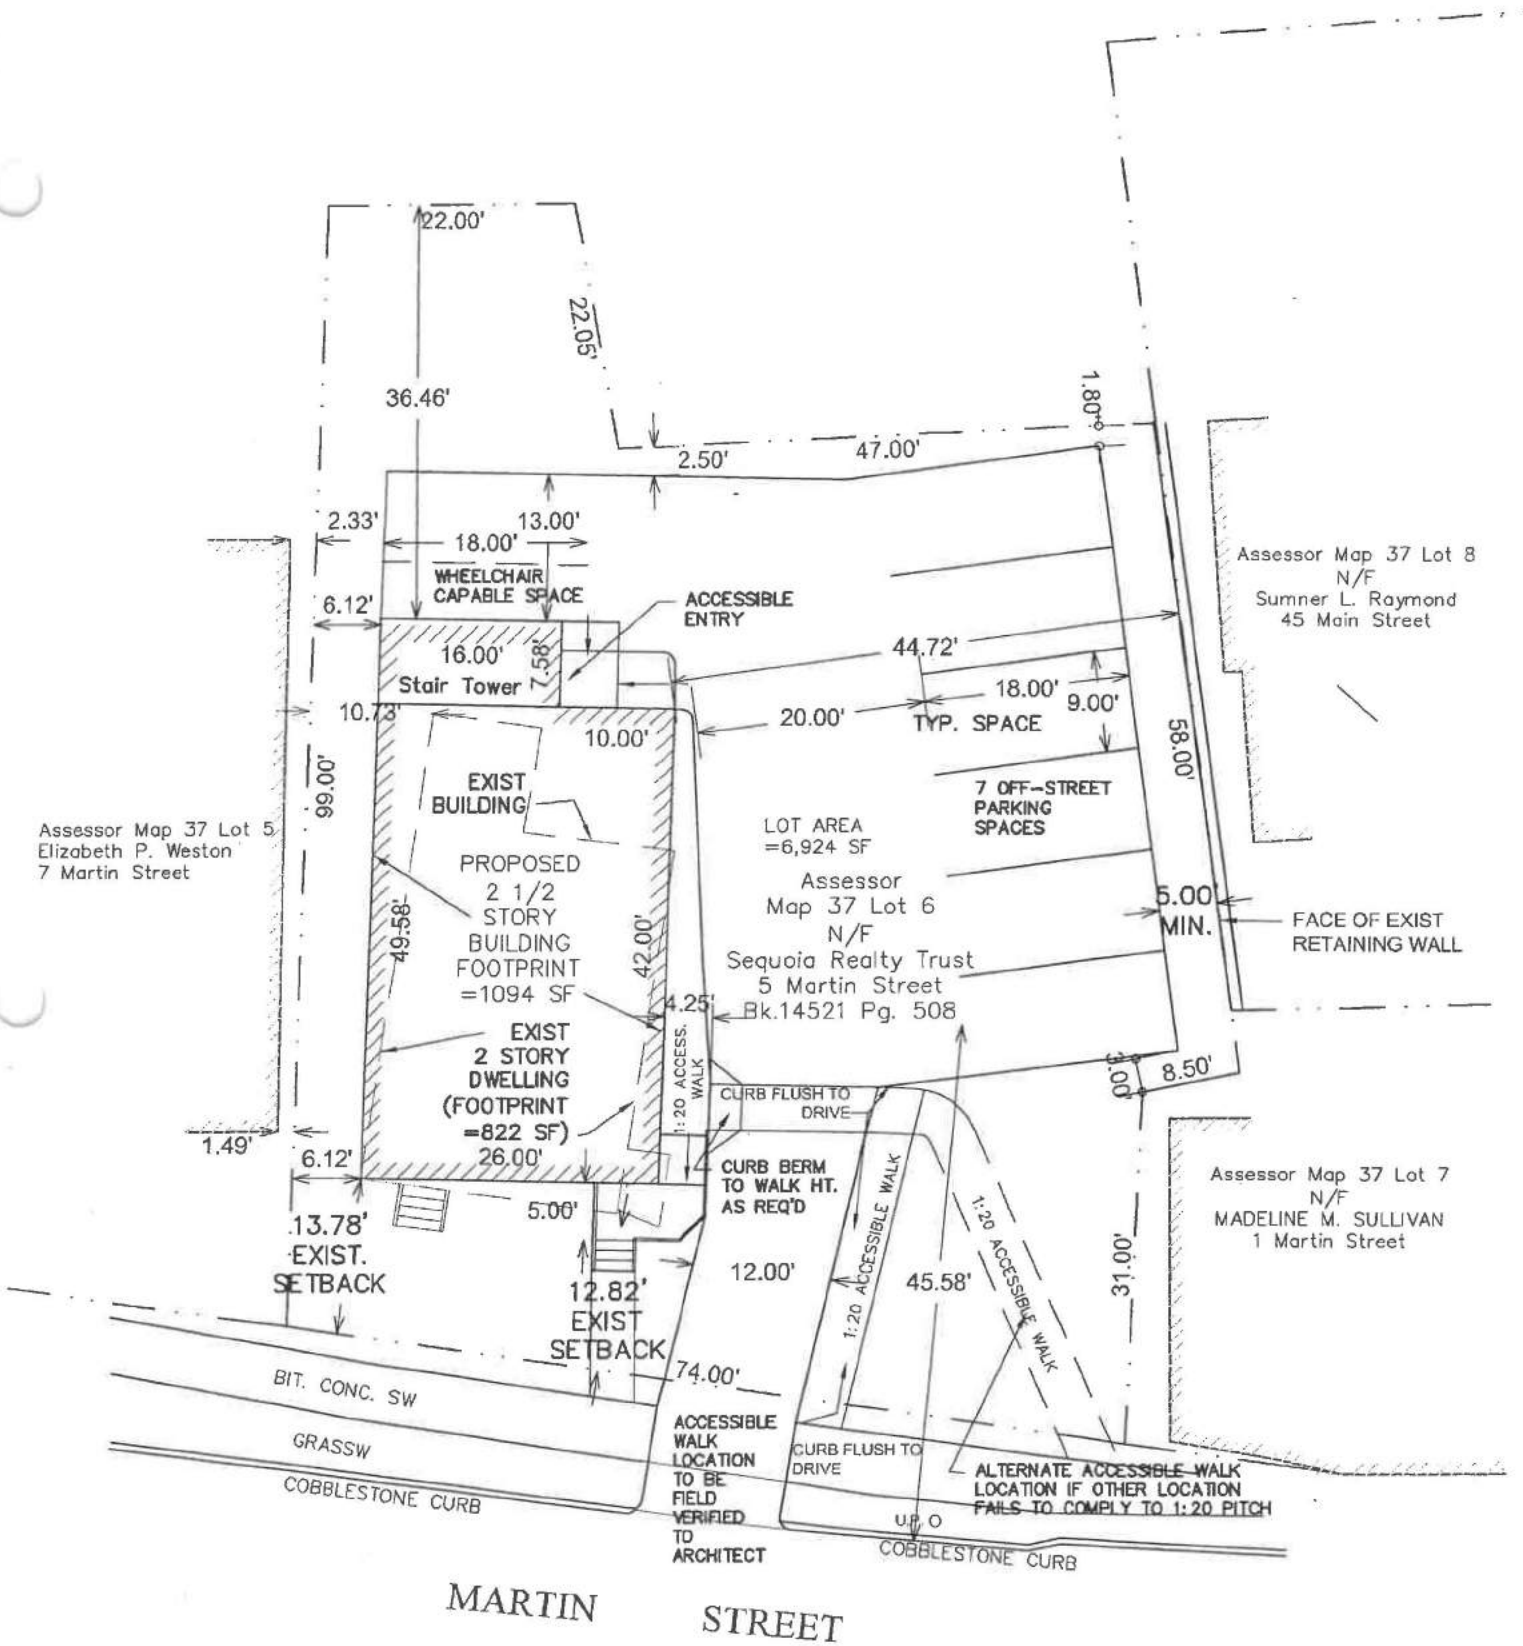 22.00'
22.05'
36.46'
1.80'
47.00'
2.50'
2.33'
13.00'
18.00'
WHEELCHAIR
CAPABLE SPACE
ACCESSIBLE
ENTRY
Assessor Map 37 Lot 8
N/F
Sumner L. Raymond
45 Main Street
6.12'
16.00'
7.58'
Stair Tower
44.72'
18.00'
9.00'
20.00'
TYP. SPACE
10.73'
10.00'
58.00'
99.00'
EXIST
BUILDING
7 OFF-STREET
PARKING
SPACES
Assessor Map 37 Lot 5
Elizabeth P. Weston
7 Martin Street
LOT AREA
=6,924 SF
PROPOSED
2 1/2
STORY
BUILDING
FOOTPRINT
=1094 SF
49.58'
42.00'
Assessor
Map 37 Lot 6
N/F
Sequoia Realty Trust
5 Martin Street
Bk.14521 Pg. 508
5.00'
MIN.
FACE OF EXIST
RETAINING WALL
4.25'
EXIST
2 STORY
DWELLING
(FOOTPRINT
=822 SF)
1:20 ACCESS.
WALK
3.00'
8.50'
CURB FLUSH TO
DRIVE
1.49'
6.12'
26.00'
CURB BERM
TO WALK HT.
AS REQ'D
1:20 ACCESSIBLE WALK
1:20 ACCESSIBLE WALK
Assessor Map 37 Lot 7
N/F
MADELINE M. SULLIVAN
1 Martin Street
5.00'
13.78'
EXIST.
SETBACK
12.82'
EXIST
SETBACK
12.00'
45.58'
31.00'
74.00'
BIT. CONC. SW
GRASSW
COBBLESTONE CURB
ACCESSIBLE
WALK
LOCATION
TO BE
FIELD
VERIFIED
TO
ARCHITECT
CURB FLUSH TO
DRIVE
ALTERNATE ACCESSIBLE WALK
LOCATION IF OTHER LOCATION
FAILS TO COMPLY TO 1:20 PITCH
U.P. O
COBBLESTONE CURB
MARTIN STREET